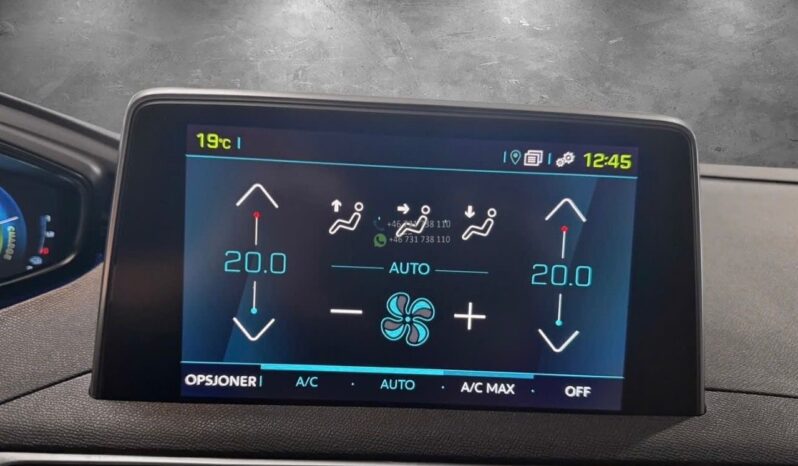 19°C
12:45
+46 731 738 110
+46 731 738 110
20.0
20.0
AUTO
OPSJONER A/C AUTO A/C MAX OFF
CHARGE